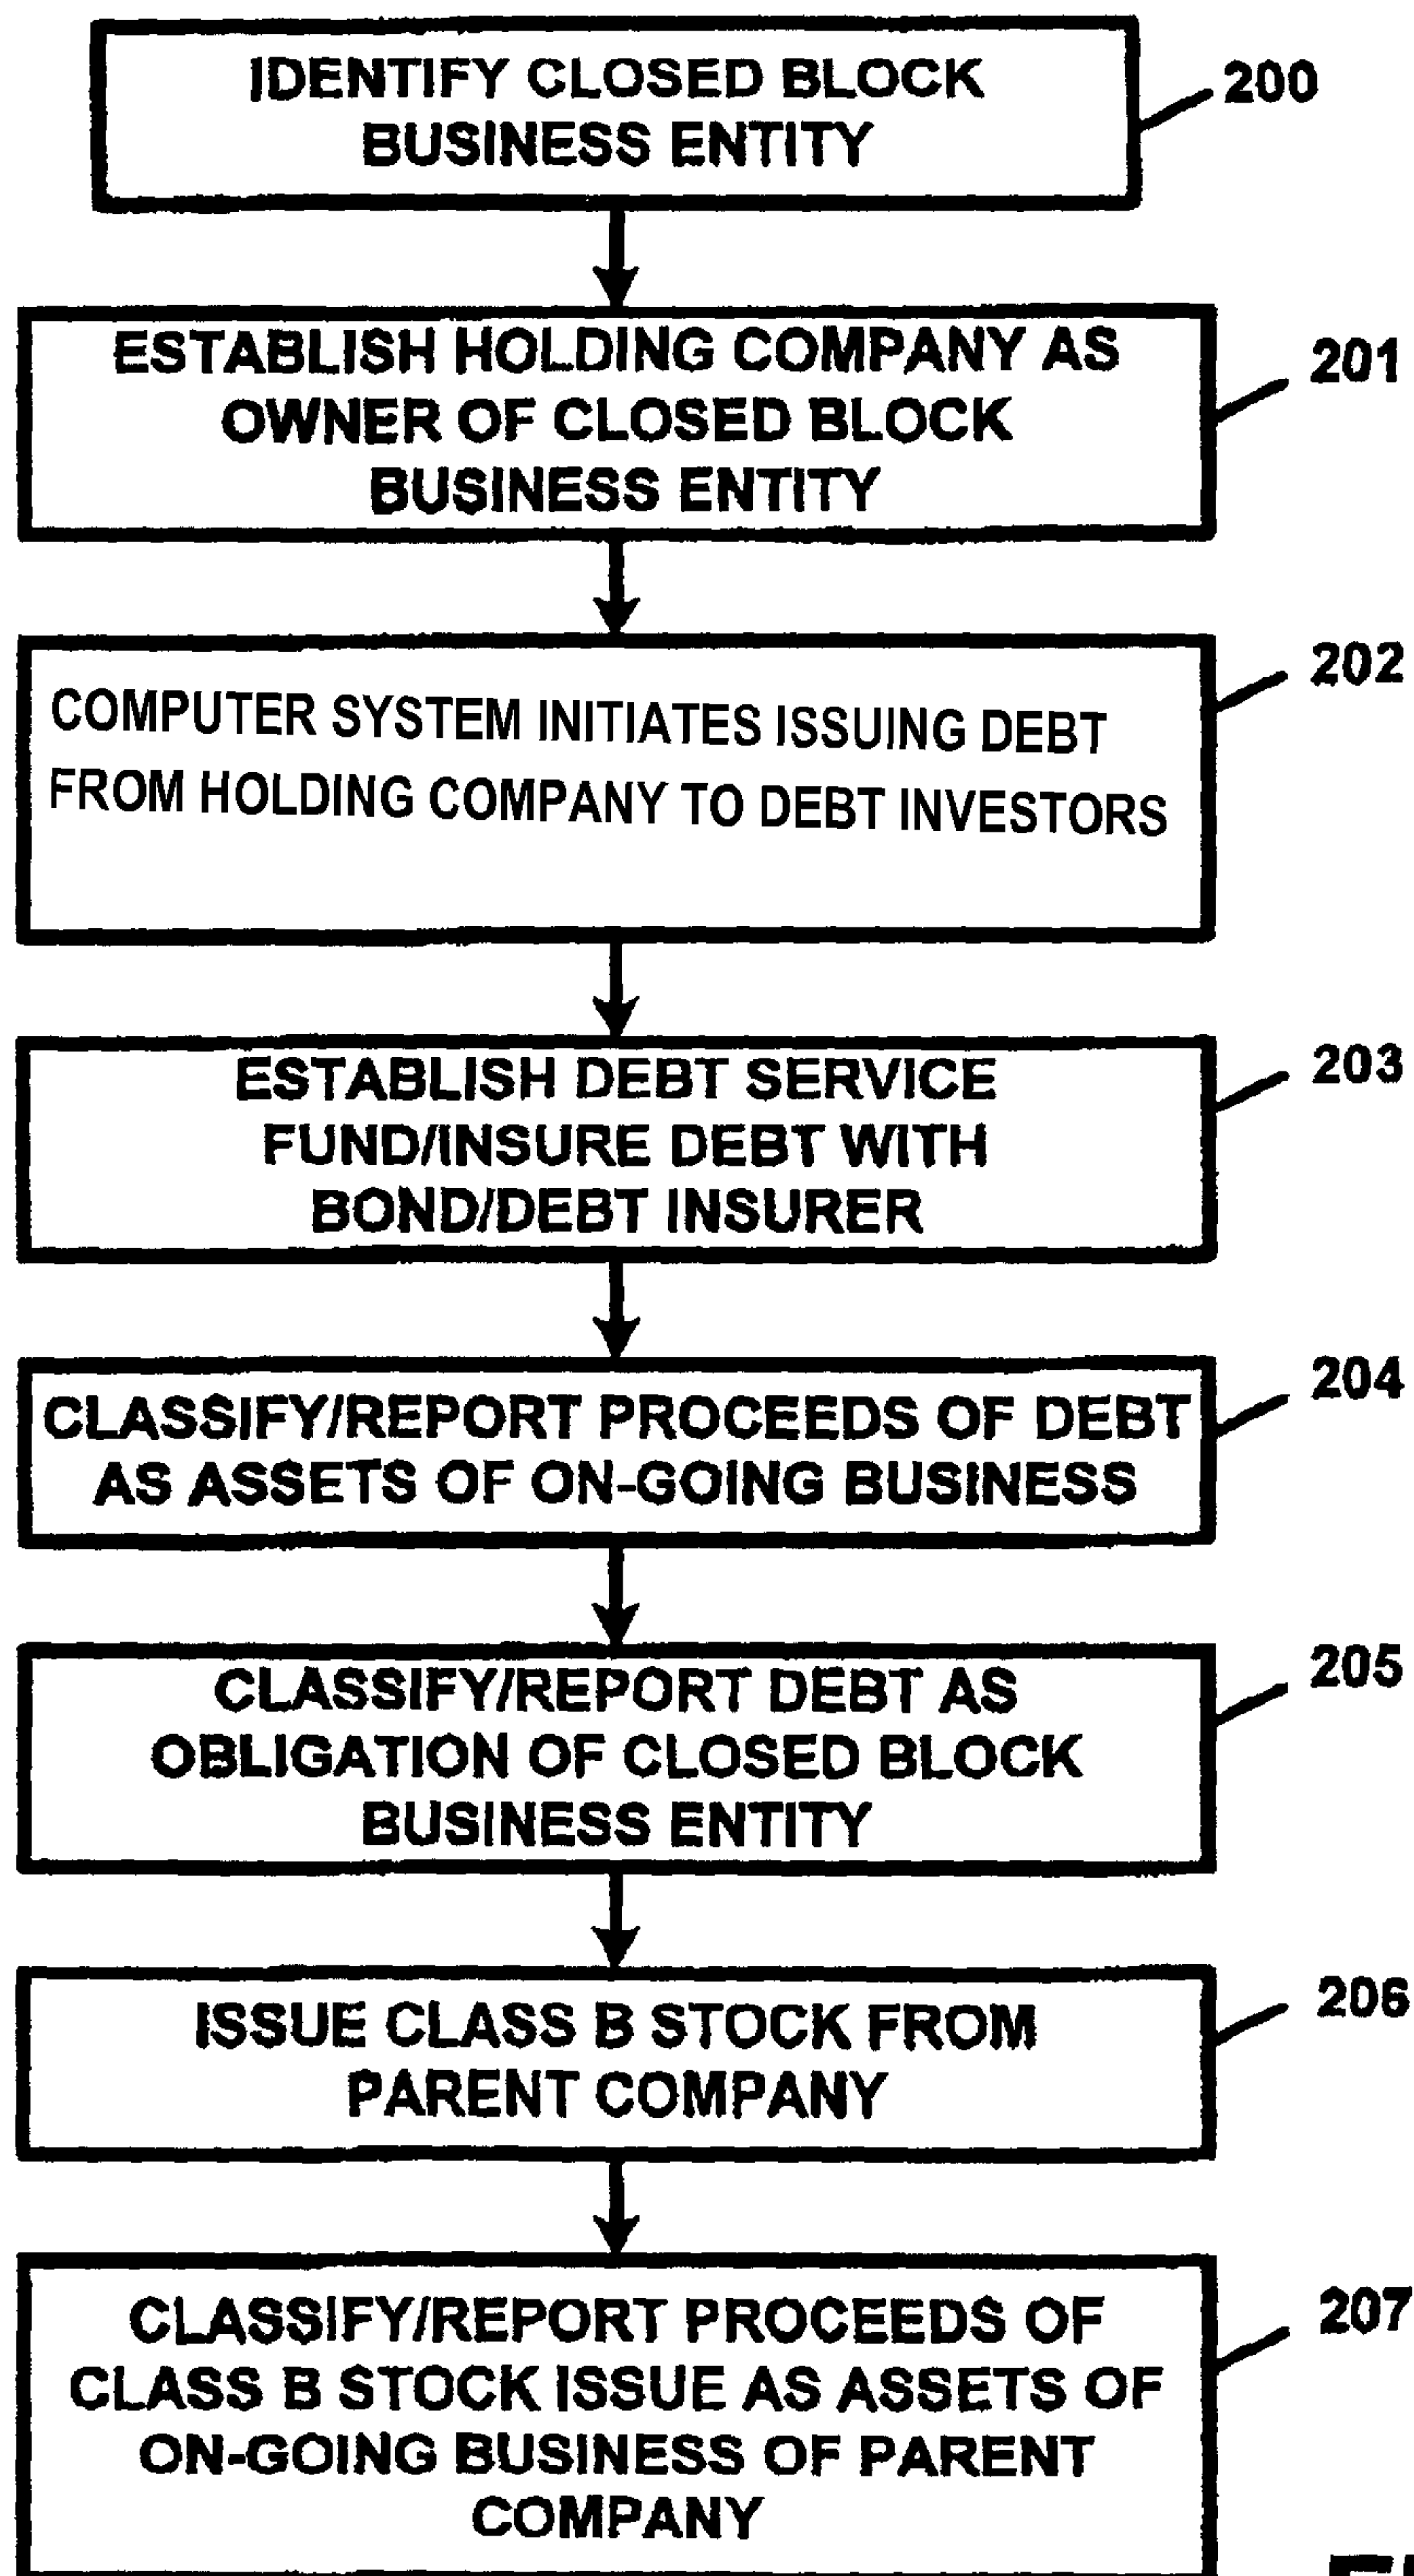 IDENTIFY CLOSED BLOCK
BUSINESS ENTITY
200
ESTABLISH HOLDING COMPANY AS
OWNER OF CLOSED BLOCK
BUSINESS ENTITY
201
COMPUTER SYSTEM INITIATES ISSUING DEBT
FROM HOLDING COMPANY TO DEBT INVESTORS
202
ESTABLISH DEBT SERVICE
FUND/INSURE DEBT WITH
BOND/DEBT INSURER
203
CLASSIFY/REPORT PROCEEDS OF DEBT
AS ASSETS OF ON-GOING BUSINESS
204
CLASSIFY/REPORT DEBT AS
OBLIGATION OF CLOSED BLOCK
BUSINESS ENTITY
205
ISSUE CLASS B STOCK FROM
PARENT COMPANY
206
CLASSIFY/REPORT PROCEEDS OF
CLASS B STOCK ISSUE AS ASSETS OF
ON-GOING BUSINESS OF PARENT
COMPANY
207